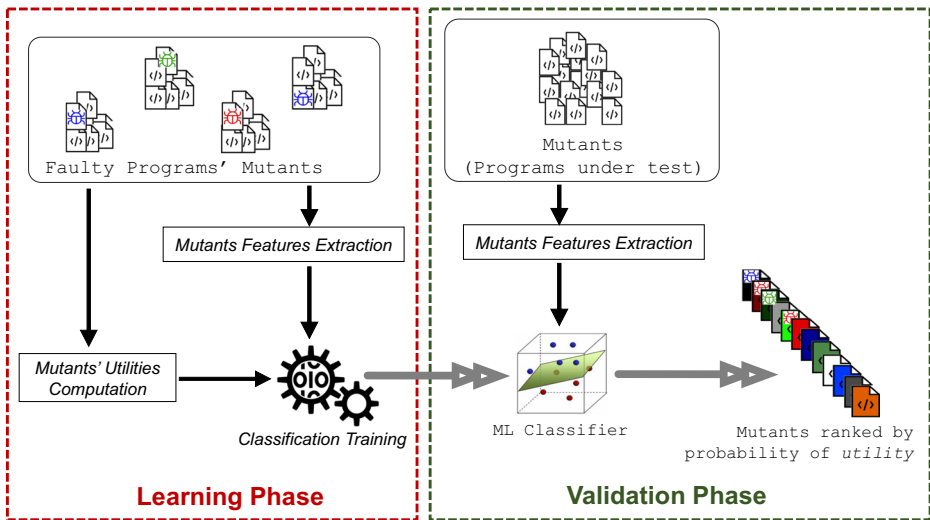 Faulty Programs' Mutants
Mutants Features Extraction
Mutants' Utilities
Computation
Classification Training
Learning Phase
Mutants
(Programs under test)
Mutants Features Extraction
ML Classifier
Mutants ranked by
probability of utility
Validation Phase